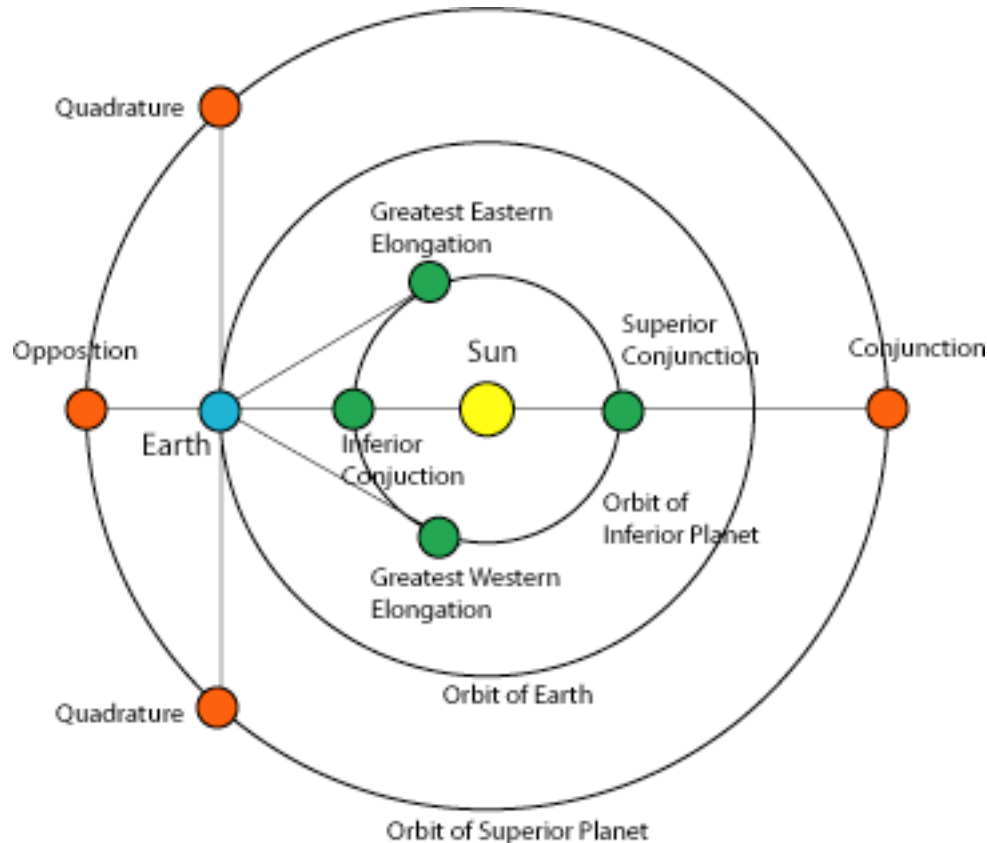 Quadrature
Greatest Eastern
Elongation
Superior
Conjunction
Sun
Opposition
Conjunction
Earth
Inferior
Conjuction
Orbit of
Inferior Planet
Greatest Western
Elongation
Orbit of Earth
Quadrature
Orbit of Superior Planet